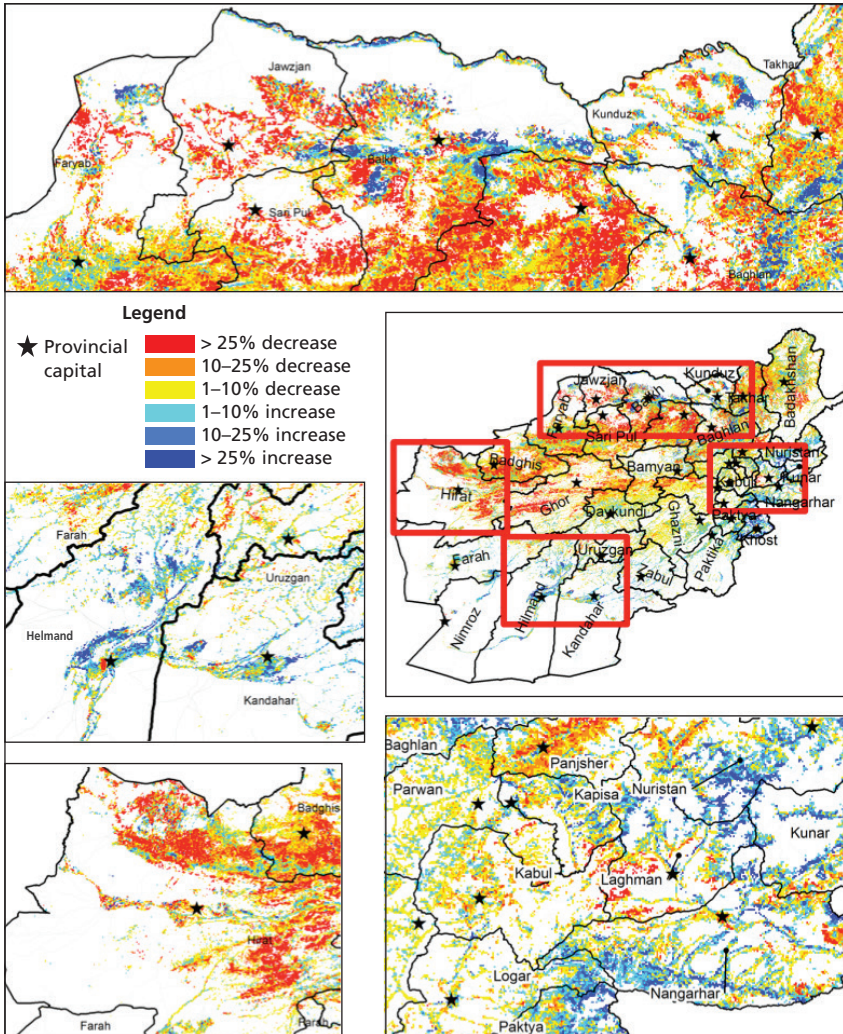 Jawzjan
Takhar
Kunduz
Faryab
Balkh
Sari Pul
Baghlan
Legend
Provincial
capital
> 25% decrease
10–25% decrease
1–10% decrease
1–10% increase
10–25% increase
> 25% increase
Kunduz
Jawzjan
Badakhshan
Balkh
Takhar
Faryab
Sari Pul
Baghlan
Badghis
Bamyan
Nuristan
Kabul
Kunar
Hirat
Ghor
Nangarhar
Daykundi
Ghazni
Paktya
Khost
Uruzgan
Farah
Zabul
Paktika
Hilmand
Nimroz
Kandahar
Farah
Uruzgan
Helmand
Kandahar
Baghlan
Panjsher
Parwan
Kapisa
Nuristan
Kunar
Kabul
Laghman
Logar
Nangarhar
Paktya
Badghis
Hirat
Farah
Farah